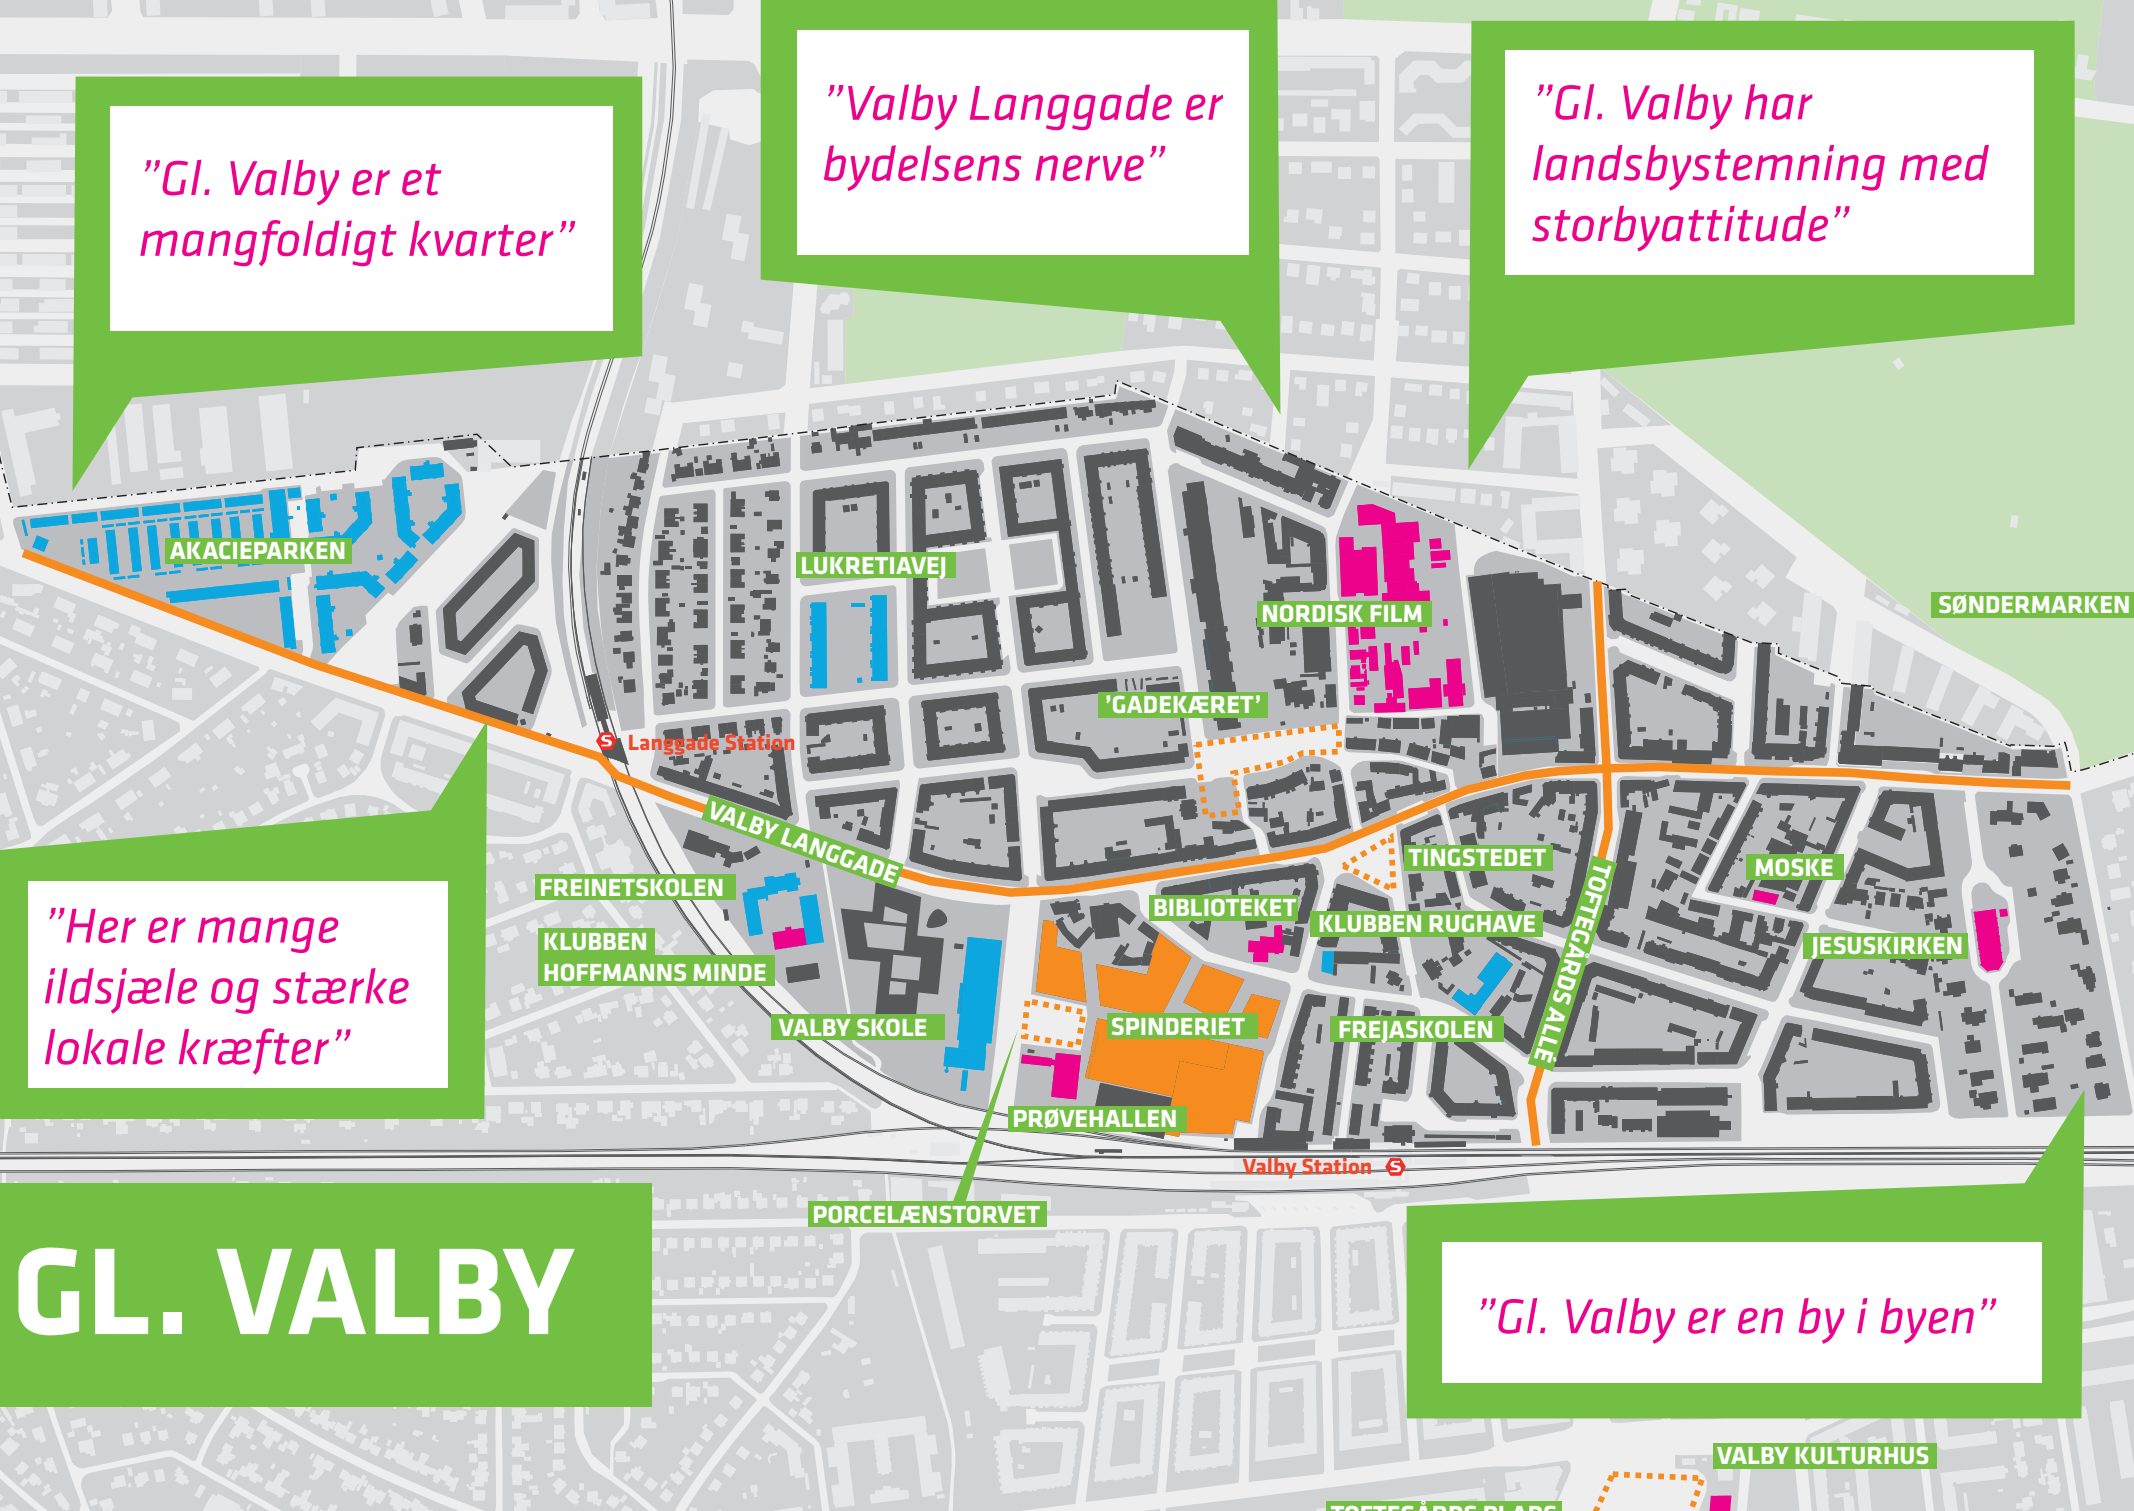 "Valby Langgade er
bydelsens nerve"
"Gl. Valby har
landsbystemning med
storbyattitude"
"Gl. Valby er et
mangfoldigt kvarter"
AKACIEPARKEN
LUKRETIAVEJ
NORDISK FILM
SØNDERMARKEN
'GADEKÆRET'
S Langgade Station
VALBY LANGGADE
TINGSTEDET
MOSKE
TOFTEGÅRDS ALLÉ
FREINETSKOLEN
BIBLIOTEKET
KLUBBEN RUGHAVE
JESUSKIRKEN
KLUBBEN
HOFFMANNS MINDE
"Her er mange
ildsjæle og stærke
lokale kræfter"
VALBY SKOLE
SPINDERIET
FREJASKOLEN
PRØVEHALLEN
Valby Station S
PORCELÆNSTORVET
GL. VALBY
"Gl. Valby er en by i byen"
VALBY KULTURHUS
TOFTEGÅRDS PLADS